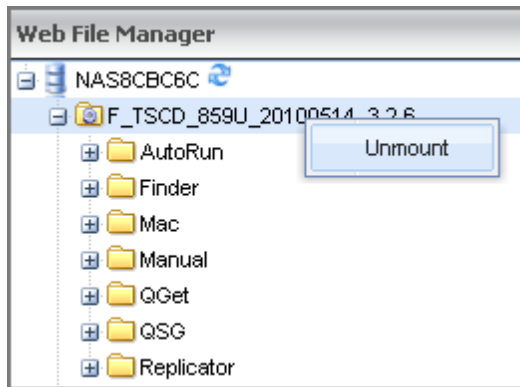 Web File Manager
NAS8CBC6C
F_TSCD_859U_20100514_3.2.6
Unmount
AutoRun
Finder
Mac
Manual
QGet
QSG
Replicator